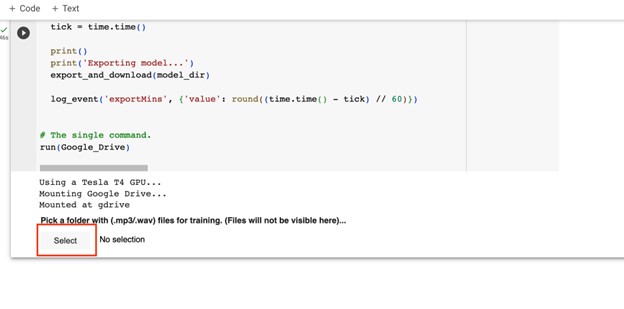 + Code + Text
46s
tick = time.time()
print()
print('Exporting model...')
export_and_download(model_dir)
log_event('exportMins', {'value': round((time.time() - tick) // 60)})
# The single command.
run(Google_Drive)
Using a Tesla T4 GPU...
Mounting Google Drive...
Mounted at gdrive
Pick a folder with (.mp3/.wav) files for training. (Files will not be visible here)...
Select No selection